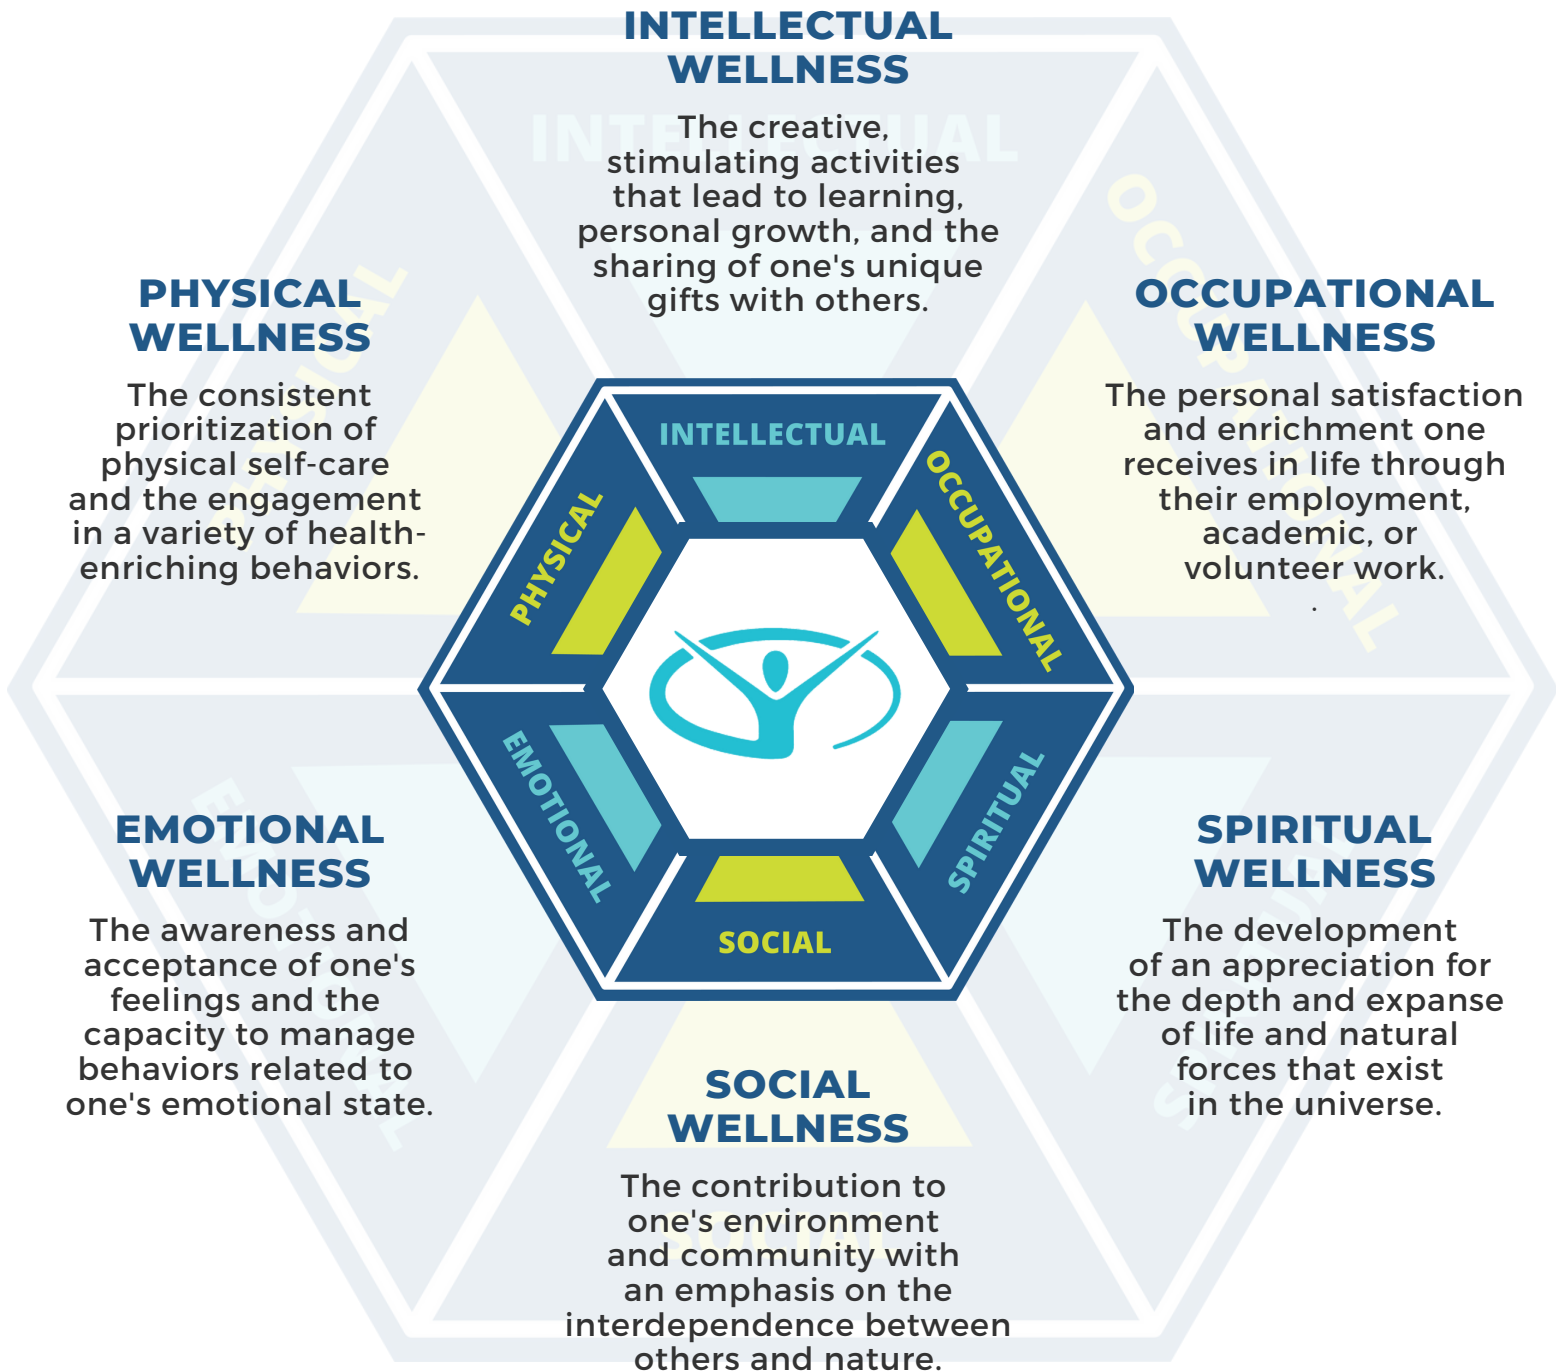 INTELLECTUAL
WELLNESS
The creative,
stimulating activities
that lead to learning,
personal growth, and the
sharing of one's unique
gifts with others.
PHYSICAL
WELLNESS
The consistent
prioritization of
physical self-care
and the engagement
in a variety of health-
enriching behaviors.
OCCUPATIONAL
WELLNESS
The personal satisfaction
and enrichment one
receives in life through
their employment,
academic, or
volunteer work.
.
INTELLECTUAL
PHYSICAL
OCCUPATIONAL
EMOTIONAL
SPIRITUAL
SOCIAL
EMOTIONAL
WELLNESS
The awareness and
acceptance of one's
feelings and the
capacity to manage
behaviors related to
one's emotional state.
SPIRITUAL
WELLNESS
The development
of an appreciation for
the depth and expanse
of life and natural
forces that exist
in the universe.
SOCIAL
WELLNESS
The contribution to
one's environment
and community with
an emphasis on the
interdependence between
others and nature.
INTELLECTUAL
PHYSICAL
OCCUPATIONAL
EMOTIONAL
SPIRITUAL
SOCIAL